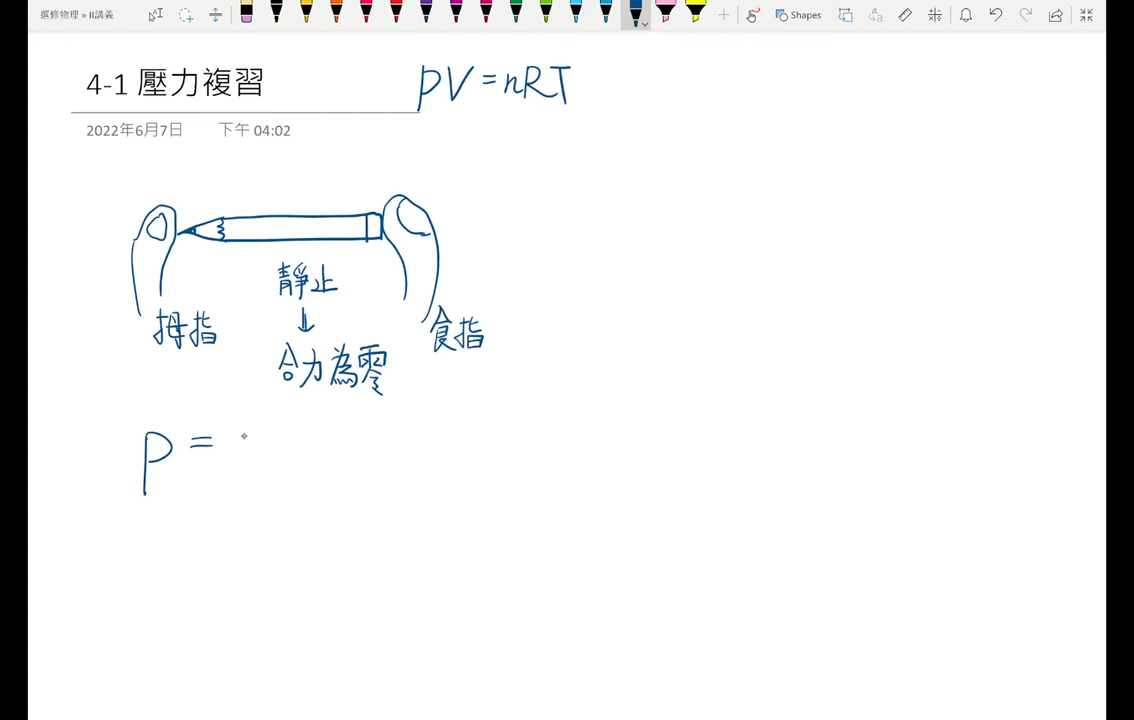 選修物理 » II講義
Shapes
4-1 壓力複習
PV=nRT
2022年6月7日 下午 04:02
靜止
↓
拇指
食指
合力為零
P =